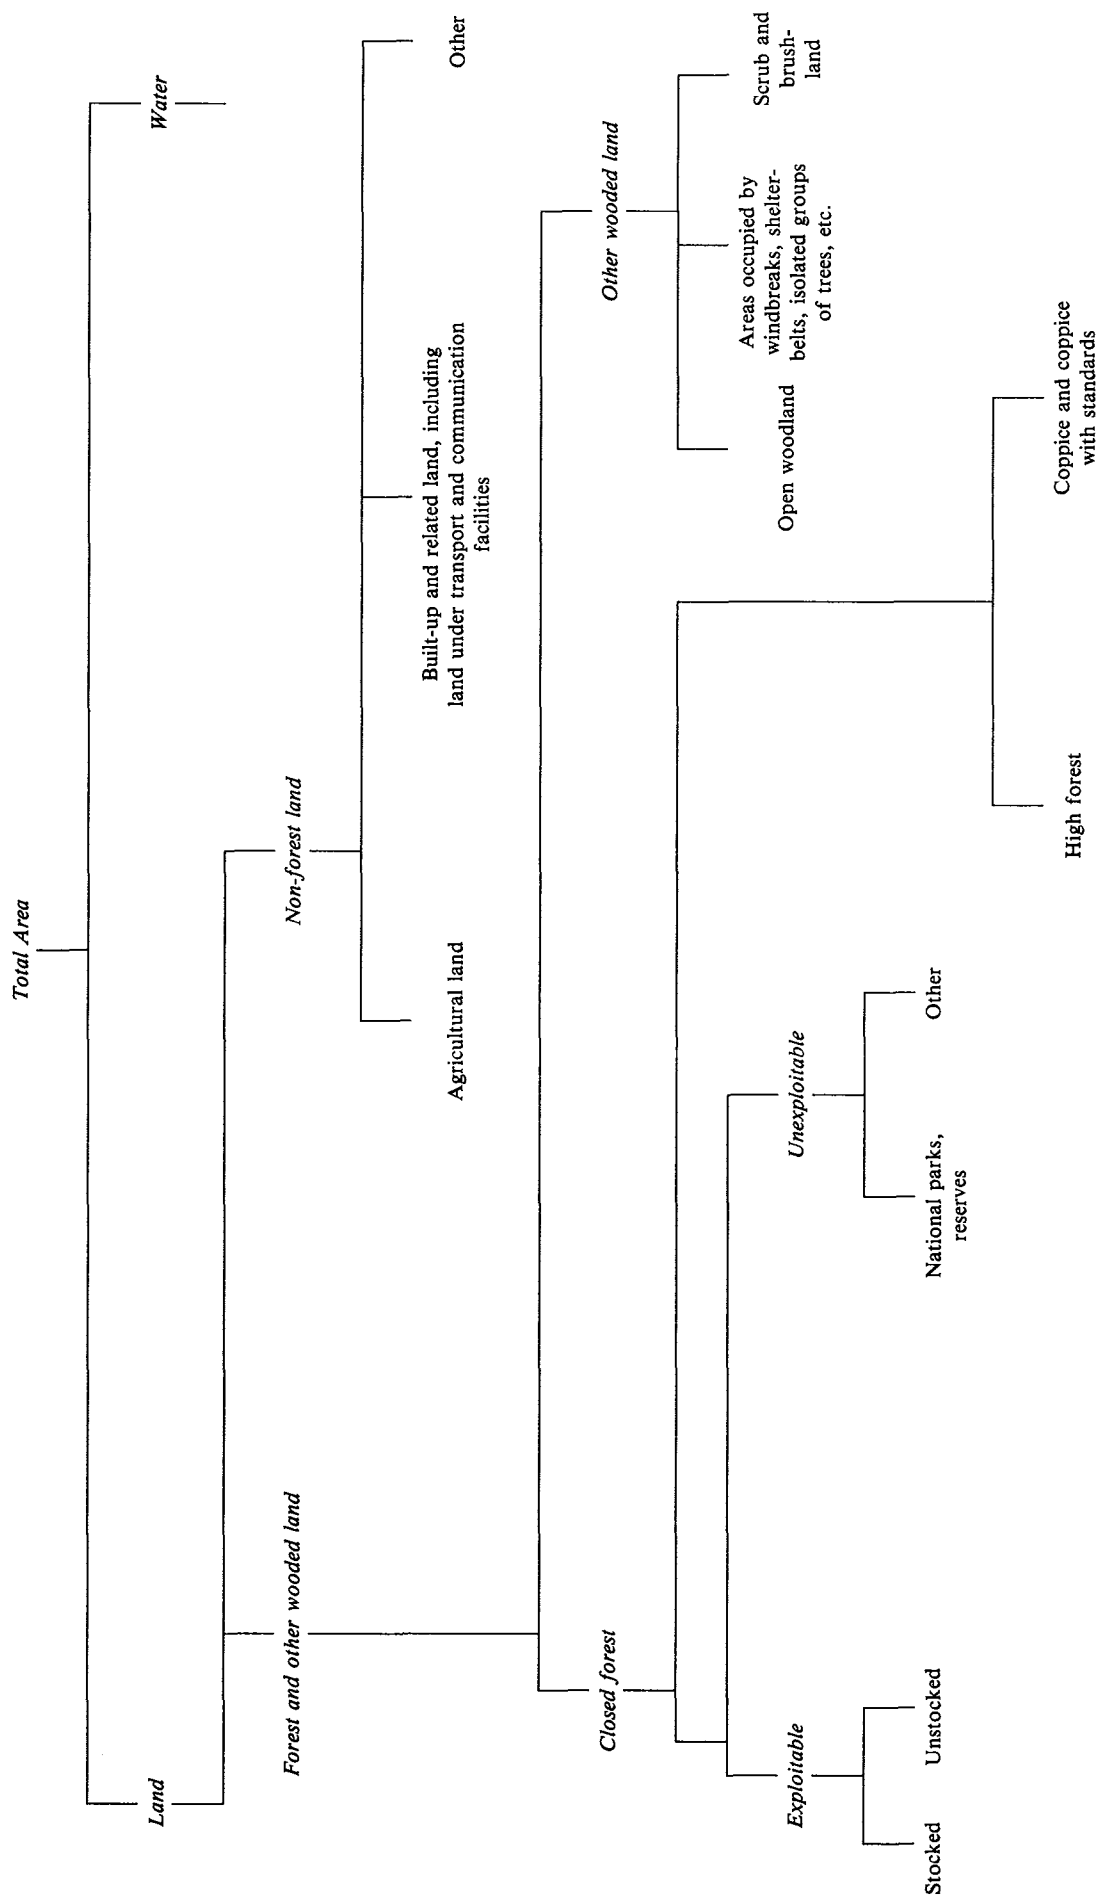 Total Area
Land
Water
Forest and other wooded land
Non-forest land
Agricultural land
Built-up and related land, including
land under transport and communication
facilities
Other
Closed forest
Other wooded land
Open woodland
Areas occupied by
windbreaks, shelter-
belts, isolated groups
of trees, etc.
Scrub and
brush-
land
Exploitable
Unexploitable
Stocked
Unstocked
National parks,
reserves
Other
High forest
Coppice and coppice
with standards